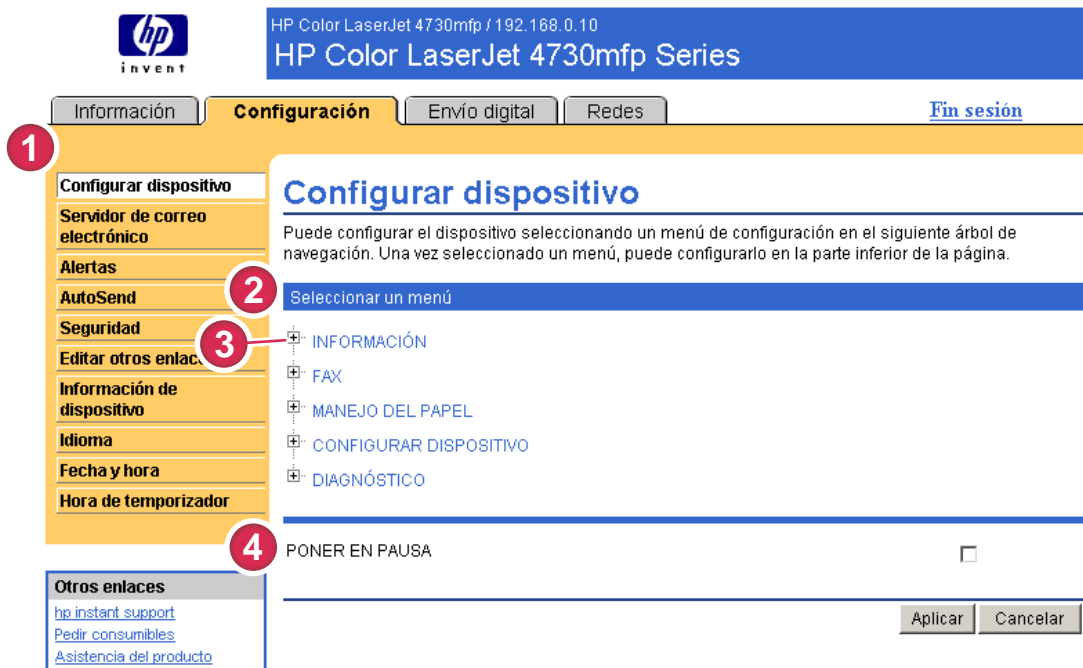 hp
invent
HP Color LaserJet 4730mfp / 192.168.0.10
HP Color LaserJet 4730mfp Series
Información
Configuración
Envío digital
Redes
Fin sesión
1
Configurar dispositivo
Servidor de correo
electrónico
Alertas
AutoSend
Seguridad
Editar otros enlac
Información de
dispositivo
Idioma
Fecha y hora
Hora de temporizador
Otros enlaces
hp instant support
Pedir consumibles
Asistencia del producto
Configurar dispositivo
Puede configurar el dispositivo seleccionando un menú de configuración en el siguiente árbol de
navegación. Una vez seleccionado un menú, puede configurarlo en la parte inferior de la página.
2
Seleccionar un menú
3
INFORMACIÓN
FAX
MANEJO DEL PAPEL
CONFIGURAR DISPOSITIVO
DIAGNÓSTICO
4
PONER EN PAUSA
Aplicar
Cancelar